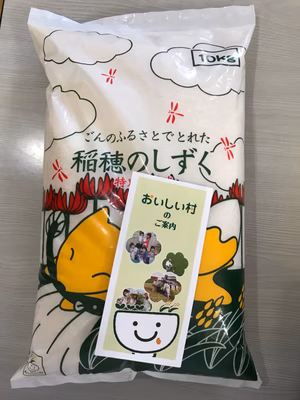 10kg
ごんのふるさとでとれた
稲穂のしずく
特
おいしい村
の
ご案内